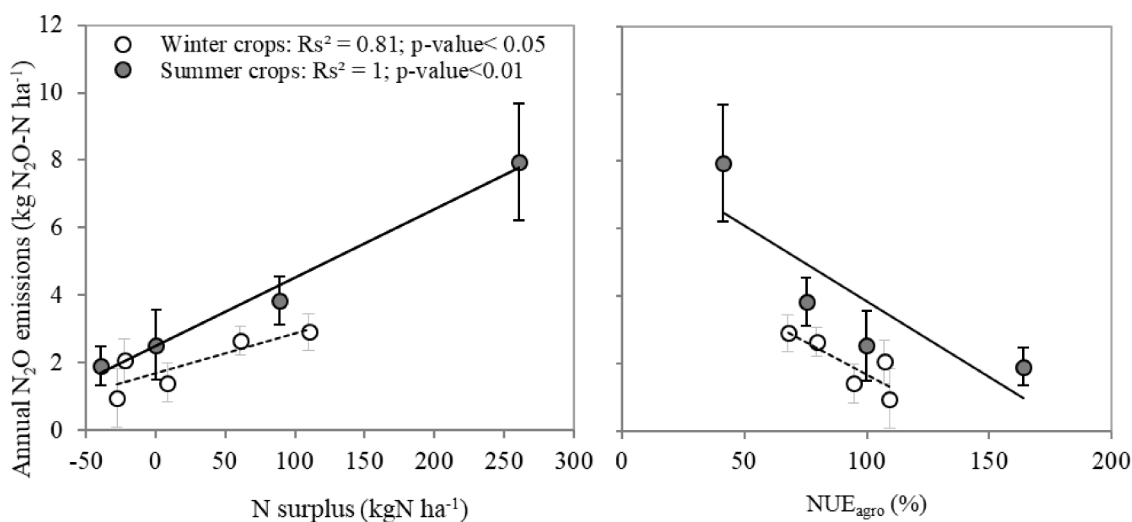 12
10
8
6
4
2
0
Annual N₂O emissions (kg N₂O-N ha⁻¹)
Winter crops: Rs² = 0.81; p-value< 0.05
Summer crops: Rs² = 1; p-value<0.01
-50 0 50 100 150 200 250 300
N surplus (kgN ha⁻¹)
0 50 100 150 200
NUEagro (%)